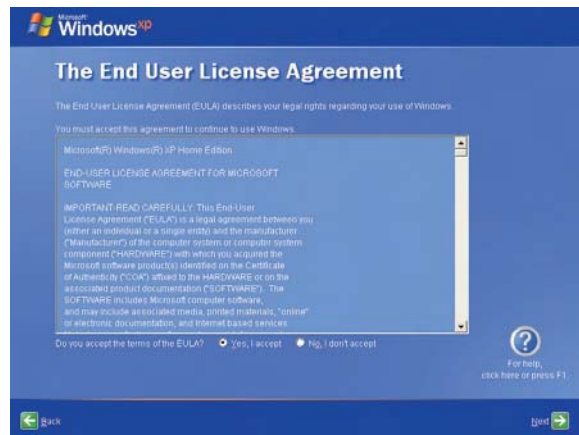 Microsoft
Windows xp
The End User License Agreement
The End User License Agreement (EULA) describes your legal rights regarding your use of Windows.
You must accept this agreement to continue to use Windows.
Microsoft(R) Windows(R) XP Home Edition
END-USER LICENSE AGREEMENT FOR MICROSOFT
SOFTWARE
IMPORTANT-READ CAREFULLY: This End-User
License Agreement ("EULA") is a legal agreement between you
(either an individual or a single entity) and the manufacturer
("Manufacturer") of the computer system or computer system
component ("HARDWARE") with which you acquired the
Microsoft software product(s) identified on the Certificate
of Authenticity ("COA") affixed to the HARDWARE or on the
associated product documentation ("SOFTWARE"). The
SOFTWARE includes Microsoft computer software,
and may include associated media, printed materials, "online"
or electronic documentation, and Internet based services.
Do you accept the terms of the EULA? Yes, I accept No, I don't accept
For help,
click here or press F1.
Back
Next